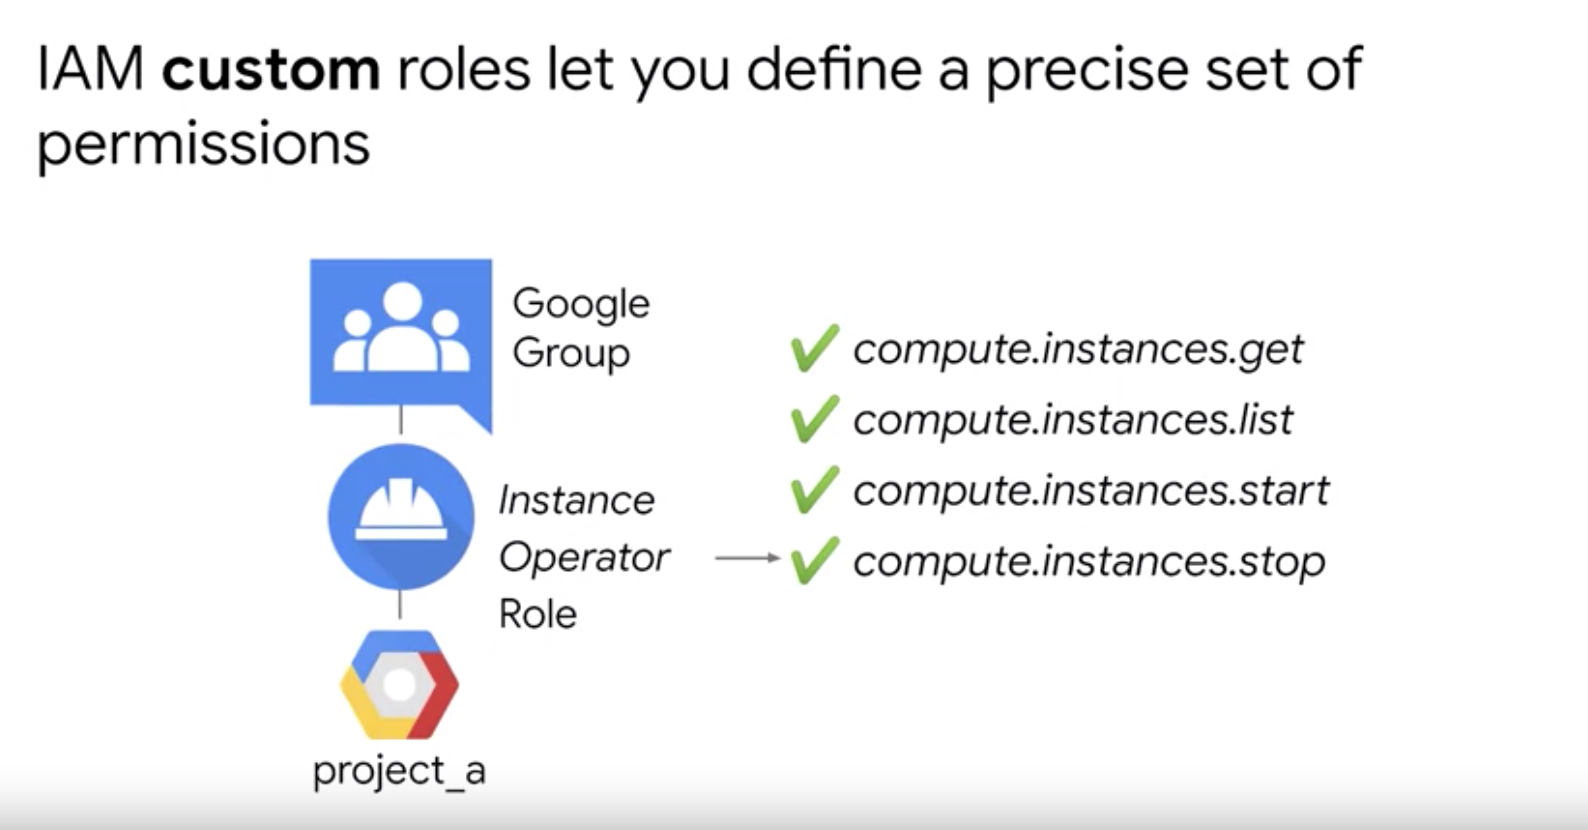 IAM custom roles let you define a precise set of
permissions
Google
Group
Instance
Operator
Role
project_a
compute.instances.get
compute.instances.list
compute.instances.start
compute.instances.stop